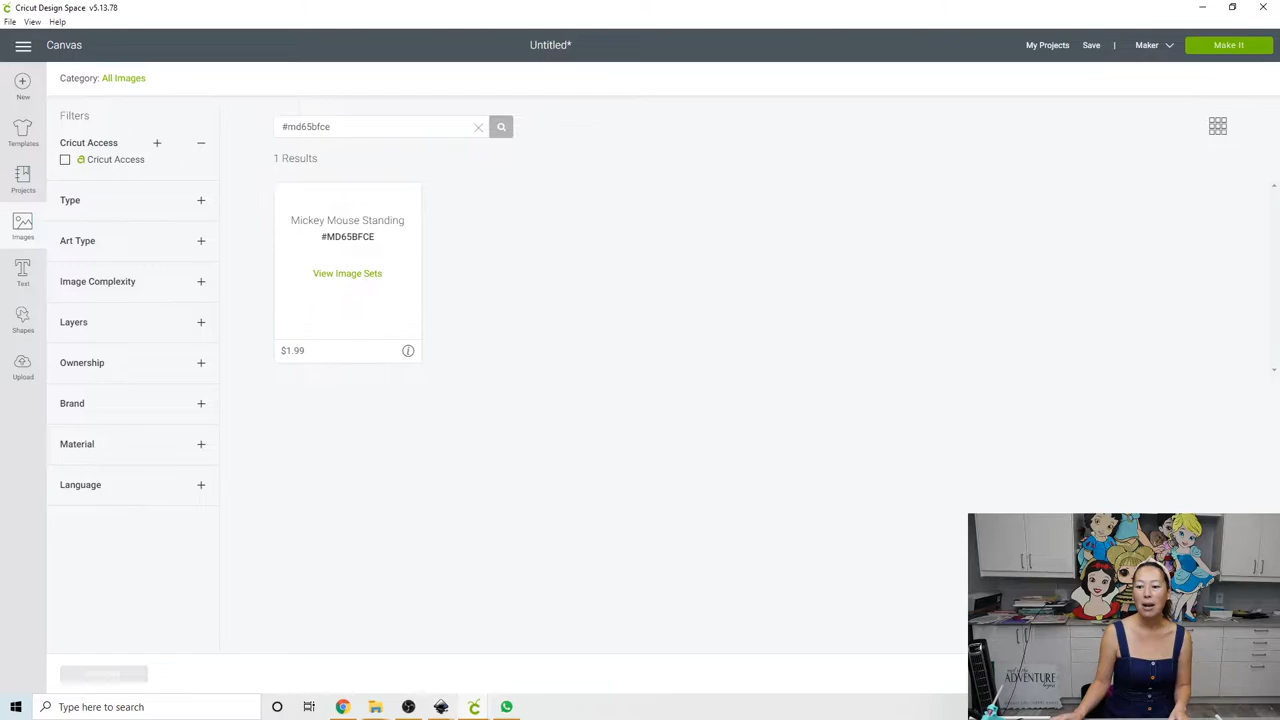 Cricut Design Space v5.13.78
File View Help
Canvas
Untitled*
My Projects Save | Maker Make It
New
Templates
Projects
Images
Text
Shapes
Upload
Category: All Images
Filters
Cricut Access
Cricut Access
Type
Art Type
Image Complexity
Layers
Ownership
Brand
Material
Language
#md65bfce
1 Results
Mickey Mouse Standing
#MD65BFCE
View Image Sets
$1.99
ADVENTURE
begins
Type here to search